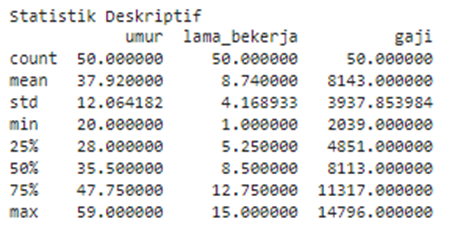 Statistik Deskriptif
umur lama_bekerja gaji
count 50.000000 50.000000 50.000000
mean 37.920000 8.740000 8143.000000
std 12.064182 4.168933 3937.853984
min 20.000000 1.000000 2039.000000
25% 28.000000 5.250000 4851.000000
50% 35.500000 8.500000 8113.000000
75% 47.750000 12.750000 11317.000000
max 59.000000 15.000000 14796.000000